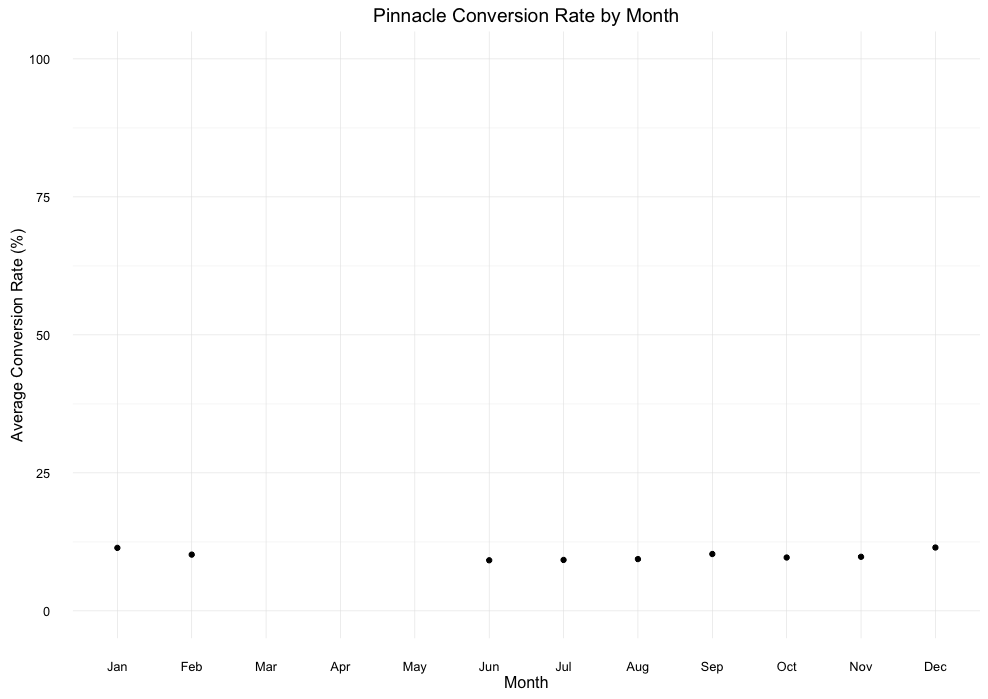 Pinnacle Conversion Rate by Month
Average Conversion Rate (%)
100
75
50
25
0
Jan Feb Mar Apr May Jun Jul Aug Sep Oct Nov Dec
Month